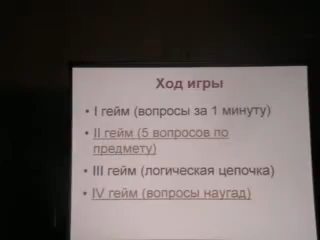 Ход игры
• I гейм (вопросы за 1 минуту)
• II гейм (5 вопросов по
предмету)
• III гейм (логическая цепочка)
• IV гейм (вопросы наугад)